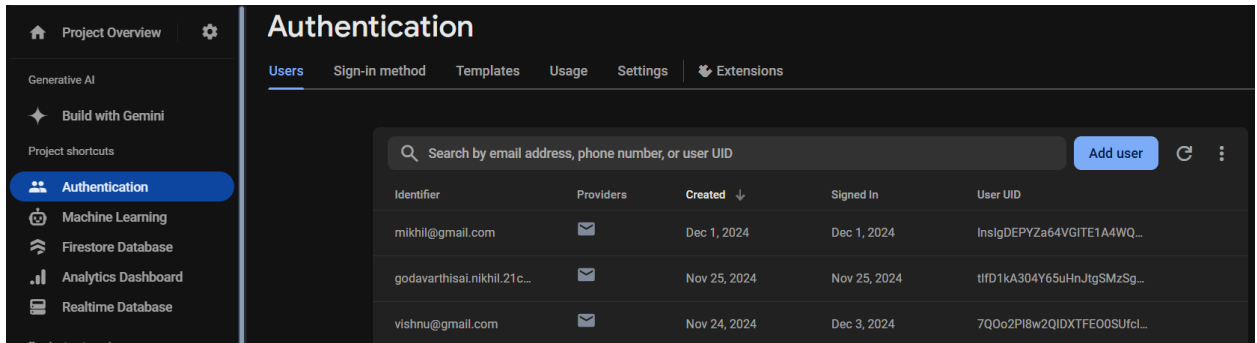 Project Overview
Generative AI
Build with Gemini
Project shortcuts
Authentication
Machine Learning
Firestore Database
Analytics Dashboard
Realtime Database
Authentication
Users Sign-in method Templates Usage Settings Extensions
Search by email address, phone number, or user UID Add user
Identifier Providers Created Signed In User UID
mikhil@gmail.com Dec 1, 2024 Dec 1, 2024 InsIgDEPYZa64VGITE1A4WQ...
godavarthisai.nikhil.21c... Nov 25, 2024 Nov 25, 2024 tIfD1kA304Y65uHnJtgSMzSg...
vishnu@gmail.com Nov 24, 2024 Dec 3, 2024 7QOo2PI8w2QIDXTFEO0SUfcI...